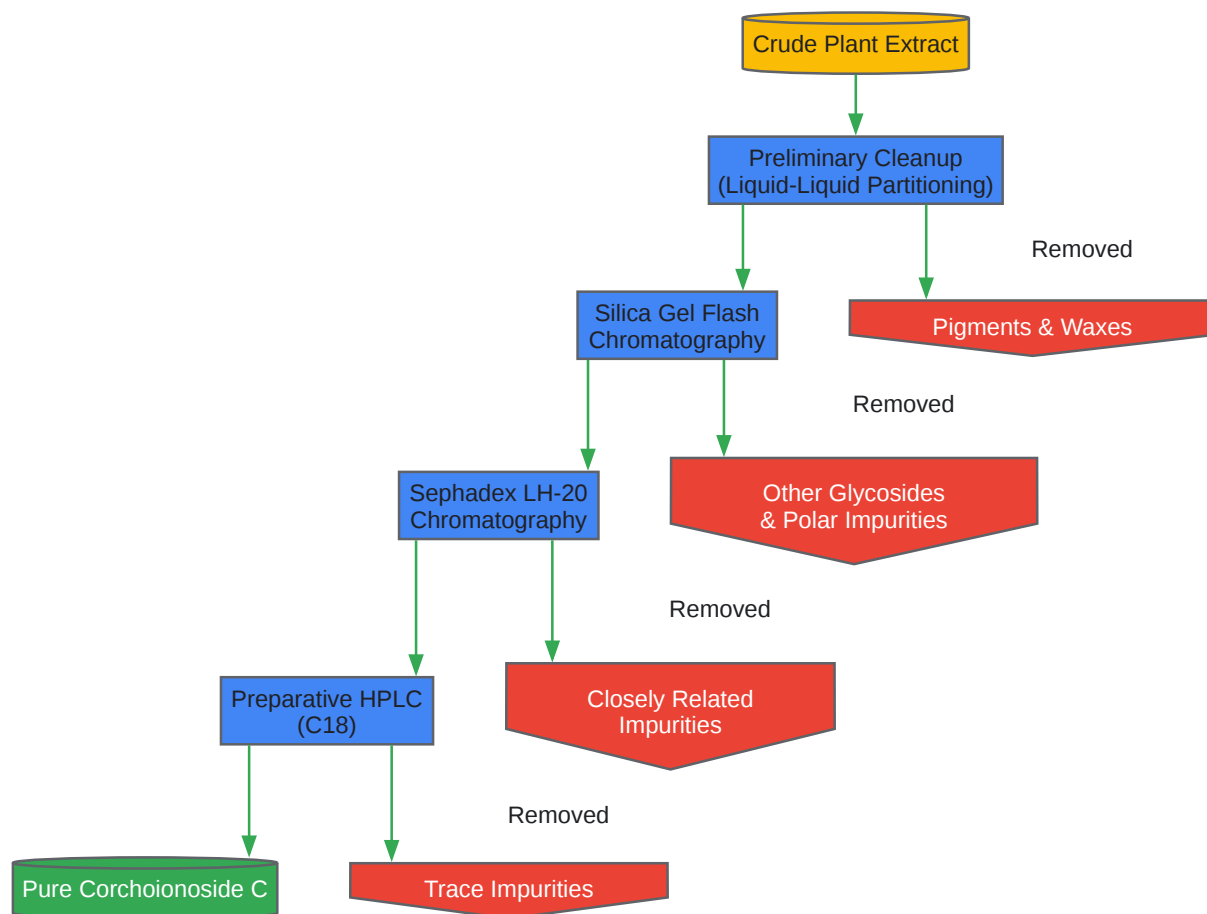 Crude Plant Extract
Preliminary Cleanup
(Liquid-Liquid Partitioning)
Removed
Silica Gel Flash
Chromatography
Pigments & Waxes
Removed
Sephadex LH-20
Chromatography
Other Glycosides
& Polar Impurities
Removed
Preparative HPLC
(C18)
Closely Related
Impurities
Removed
Pure Corchoionoside C
Trace Impurities